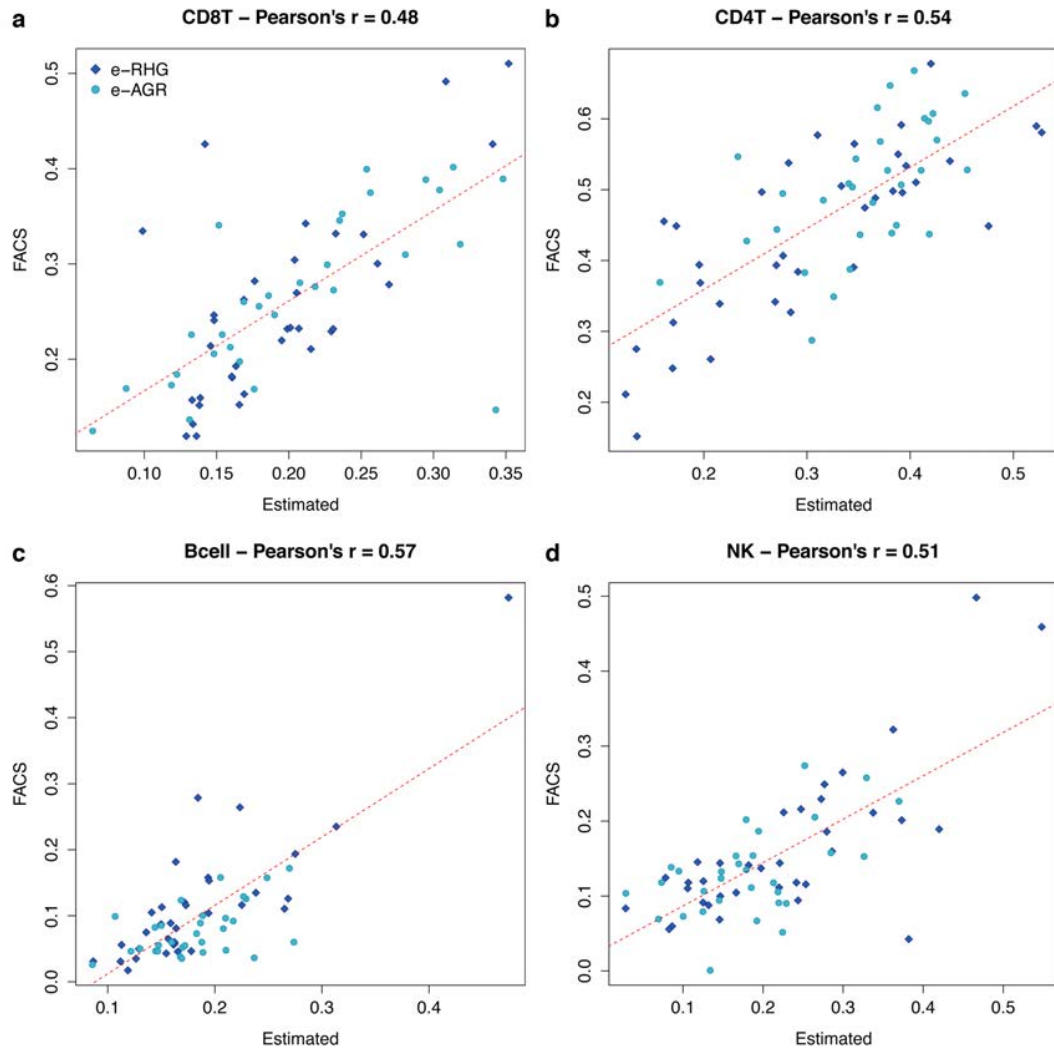 a
CD8T – Pearson's r = 0.48
e–RHG
e–AGR
FACS
0.5
0.4
0.3
0.2
0.10 0.15 0.20 0.25 0.30 0.35
Estimated
b
CD4T – Pearson's r = 0.54
FACS
0.6
0.5
0.4
0.3
0.2
0.2 0.3 0.4 0.5
Estimated
c
Bcell – Pearson's r = 0.57
FACS
0.6
0.5
0.4
0.3
0.2
0.1
0.0
0.1 0.2 0.3 0.4
Estimated
d
NK – Pearson's r = 0.51
FACS
0.5
0.4
0.3
0.2
0.1
0.0
0.1 0.2 0.3 0.4 0.5
Estimated